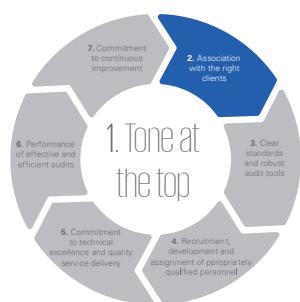 1. Tone at
the top
2. Association
with the right
clients
3. Clear
standards
and robust
audit tools
4. Recruitment,
development and
assignment of appropriately
qualified personnel
5. Commitment
to technical
excellence and quality
service delivery
6. Performance
of effective and
efficient audits
7. Commitment
to continuous
improvement